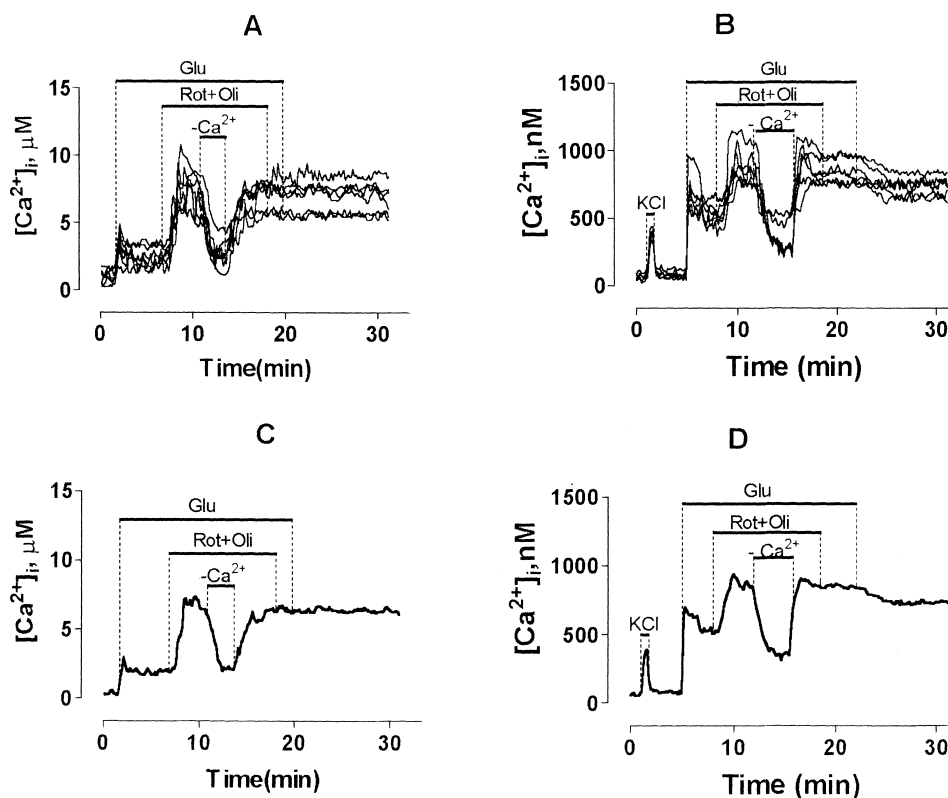 A
[Ca2+]i, μM
15
10
5
0
Glu
Rot+Oli
-Ca2+
0 10 20 30
Time(min)
B
[Ca2+]i,nM
1500
1000
500
0
KCl
Glu
Rot+Oli
- Ca2+
0 10 20 30
Time (min)
C
[Ca2+]i, μM
15
10
5
0
Glu
Rot+Oli
-Ca2+
0 10 20 30
Time(min)
D
[Ca2+]i,nM
1500
1000
500
0
KCl
Glu
Rot+Oli
- Ca2+
0 10 20 30
Time (min)